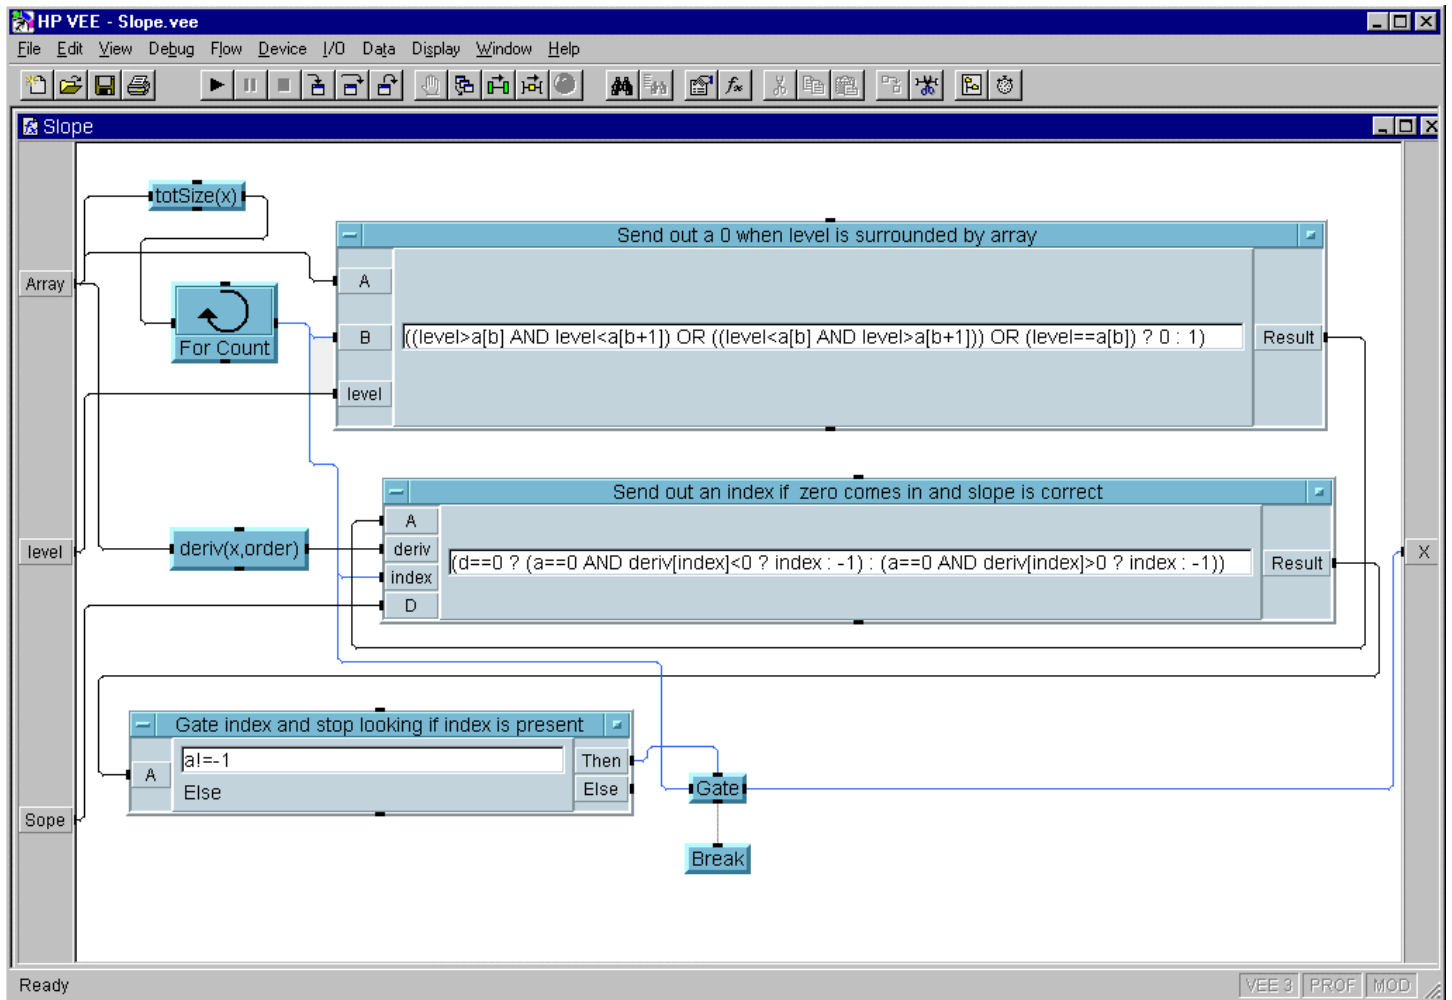 HP VEE - Slope.vee
File Edit View Debug Flow Device I/O Data Display Window Help
Slope
totSize(x)
Send out a 0 when level is surrounded by array
Array
A
For Count
B
((level>a[b] AND level<a[b+1]) OR ((level<a[b] AND level>a[b+1])) OR (level==a[b]) ? 0 : 1)
Result
level
Send out an index if zero comes in and slope is correct
A
level
deriv(x,order)
deriv
index
D
(d==0 ? (a==0 AND deriv[index]<0 ? index : -1) : (a==0 AND deriv[index]>0 ? index : -1))
Result
X
Gate index and stop looking if index is present
A
a!=-1
Then
Else
Else
Gate
Sope
Break
Ready
VEE 3 PROF MOD